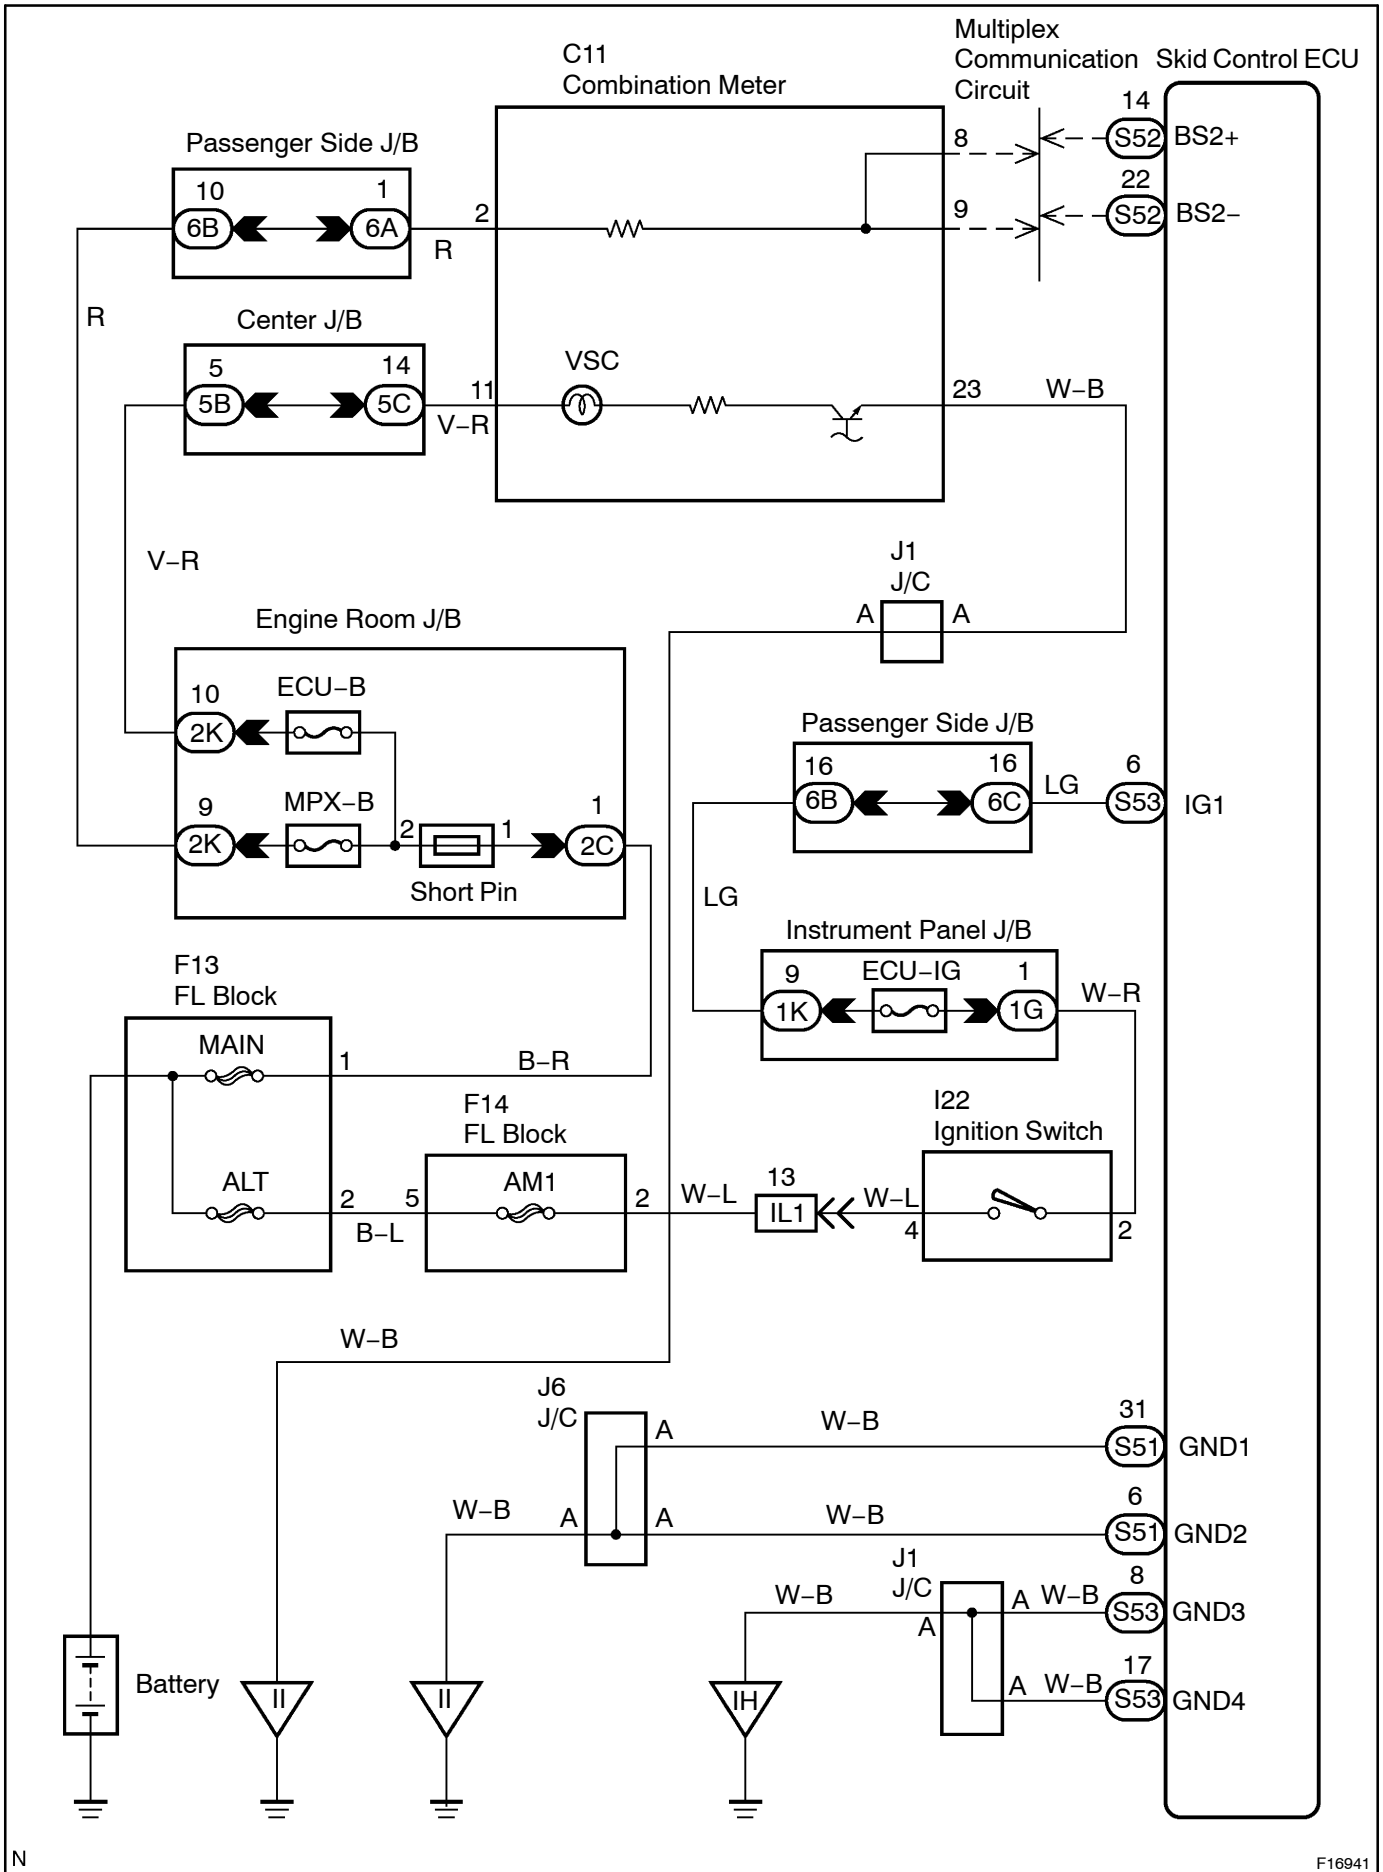 Multiplex
Communication
Circuit
Skid Control ECU
C11
Combination Meter
14
S52
BS2+
8
Passenger Side J/B
10
1
22
S52
BS2−
9
6B
6A
2
R
R
Center J/B
5
14
VSC
5B
5C
11
V−R
23
W−B
V−R
J1
J/C
A
A
Engine Room J/B
10
ECU−B
2K
Passenger Side J/B
16
16
6
6B
6C
LG
S53
IG1
9
MPX−B
2
1
1
2K
2C
Short Pin
LG
Instrument Panel J/B
9
ECU−IG
1
1K
1G
W−R
F13
FL Block
MAIN
1
B−R
F14
FL Block
I22
Ignition Switch
ALT
2
B−L
5
AM1
2
W−L
13
IL1
W−L
4
2
W−B
J6
J/C
A
W−B
31
S51
GND1
W−B
A
A
W−B
6
S51
GND2
J1
J/C
W−B
A
A
W−B
8
S53
GND3
A
W−B
17
S53
GND4
Battery
II
II
IH
N
F16941